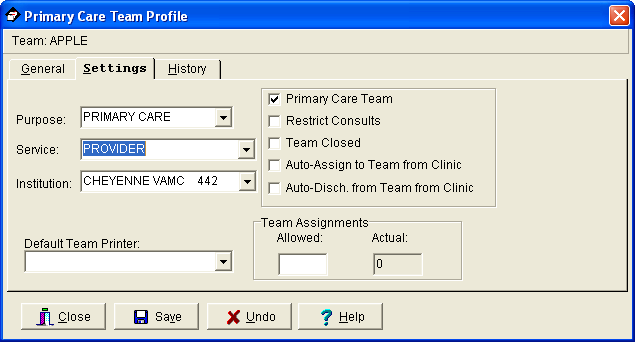 Primary Care Team Profile
Team: APPLE
General Settings History
Purpose: PRIMARY CARE
Service: PROVIDER
Institution: CHEYENNE VAMC 442
Primary Care Team
Restrict Consults
Team Closed
Auto-Assign to Team from Clinic
Auto-Disch. from Team from Clinic
Default Team Printer:
Team Assignments
Allowed: Actual:
0
Close Save Undo ? Help